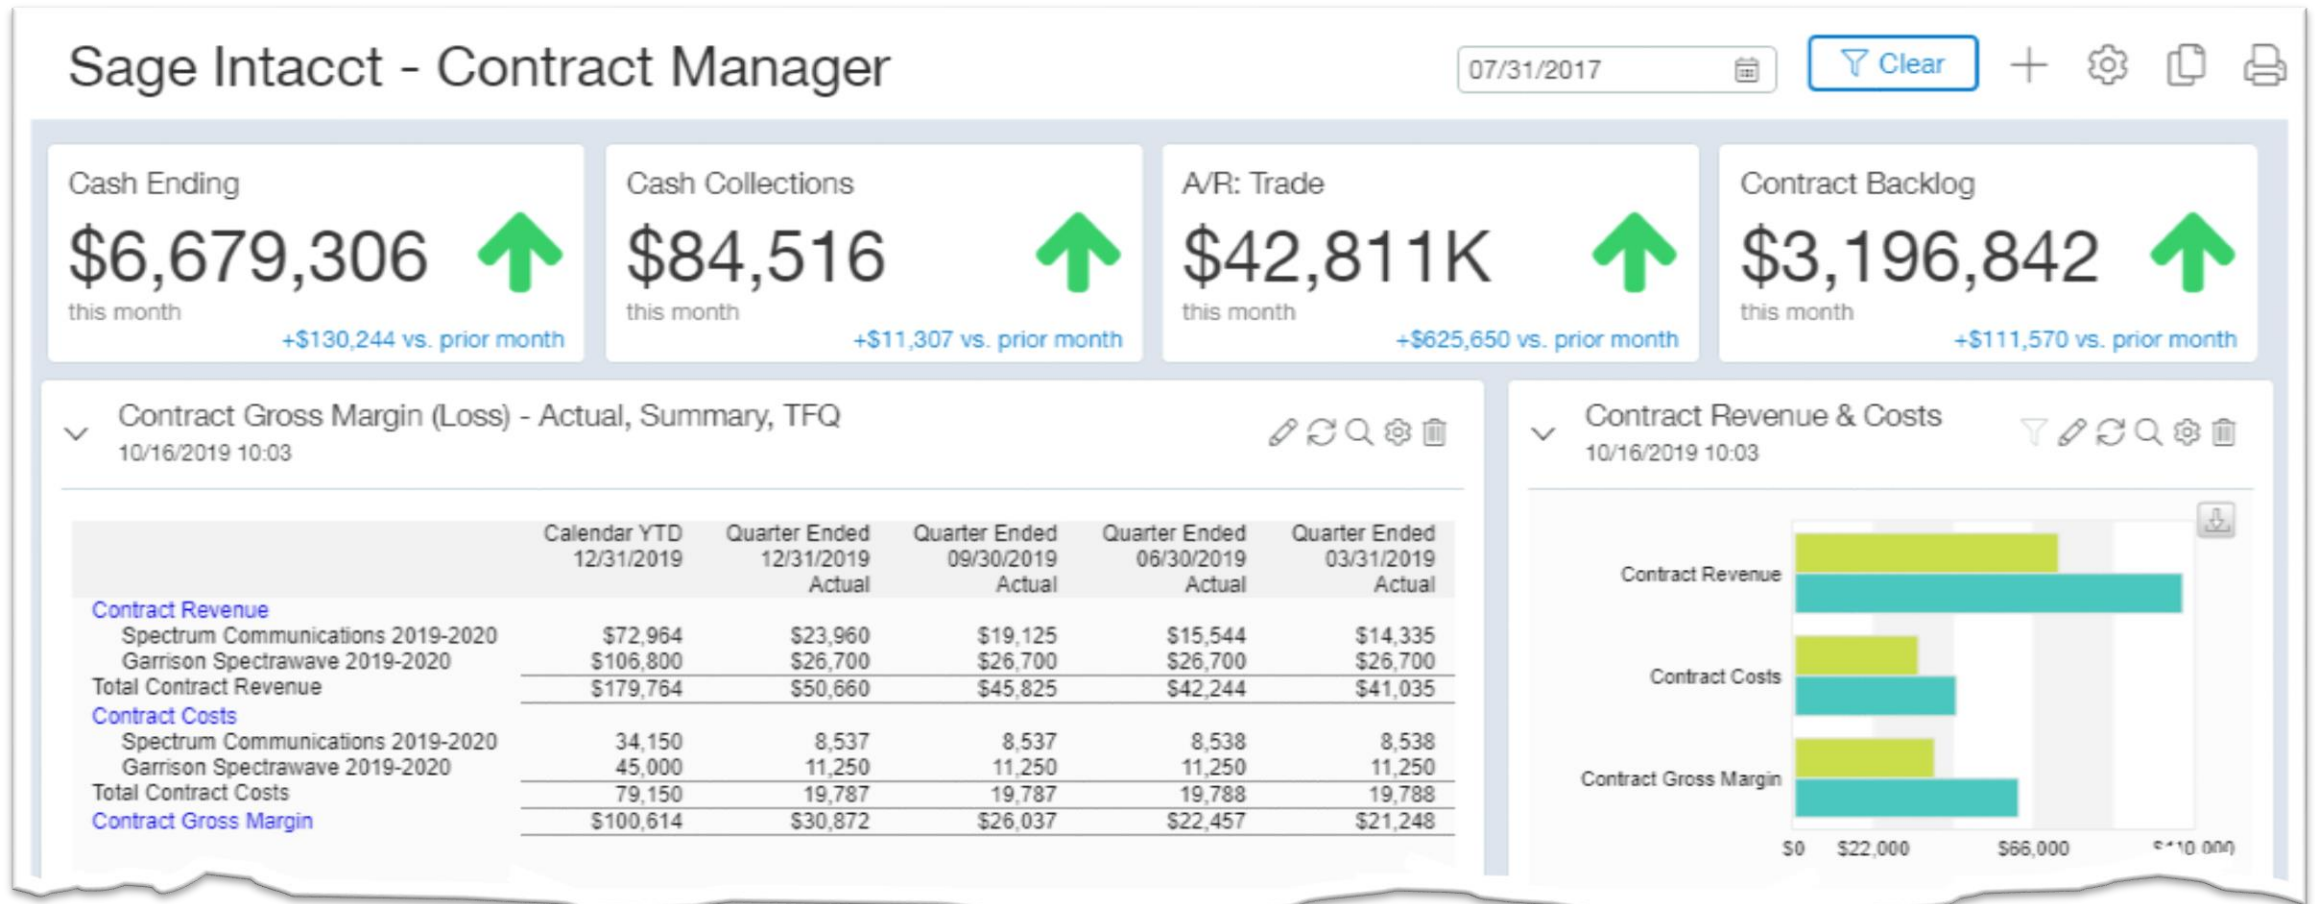 Sage Intacct - Contract Manager
07/31/2017
Clear
Cash Ending
$6,679,306
this month
+$130,244 vs. prior month
Cash Collections
$84,516
this month
+$11,307 vs. prior month
A/R: Trade
$42,811K
this month
+$625,650 vs. prior month
Contract Backlog
$3,196,842
this month
+$111,570 vs. prior month
Contract Gross Margin (Loss) - Actual, Summary, TFQ
10/16/2019 10:03
Calendar YTD Quarter Ended Quarter Ended Quarter Ended Quarter Ended
12/31/2019 12/31/2019 09/30/2019 06/30/2019 03/31/2019
Actual Actual Actual Actual
Contract Revenue
Spectrum Communications 2019-2020 $72,964 $23,960 $19,125 $15,544 $14,335
Garrison Spectrawave 2019-2020 $106,800 $26,700 $26,700 $26,700 $26,700
Total Contract Revenue $179,764 $50,660 $45,825 $42,244 $41,035
Contract Costs
Spectrum Communications 2019-2020 34,150 8,537 8,537 8,538 8,538
Garrison Spectrawave 2019-2020 45,000 11,250 11,250 11,250 11,250
Total Contract Costs 79,150 19,787 19,787 19,788 19,788
Contract Gross Margin $100,614 $30,872 $26,037 $22,457 $21,248
Contract Revenue & Costs
10/16/2019 10:03
Contract Revenue
Contract Costs
Contract Gross Margin
$0 $22,000 $66,000